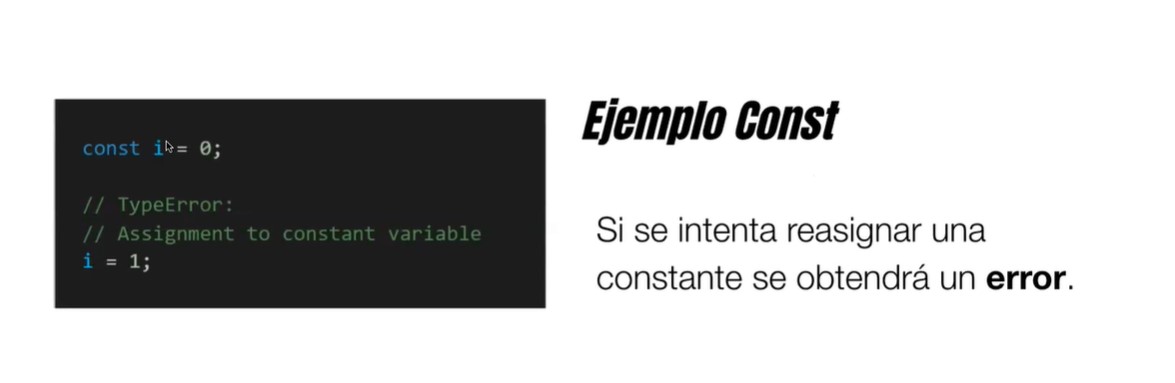 const i = 0;
// TypeError:
// Assignment to constant variable
i = 1;
Ejemplo Const
Si se intenta reasignar una
constante se obtendrá un error.